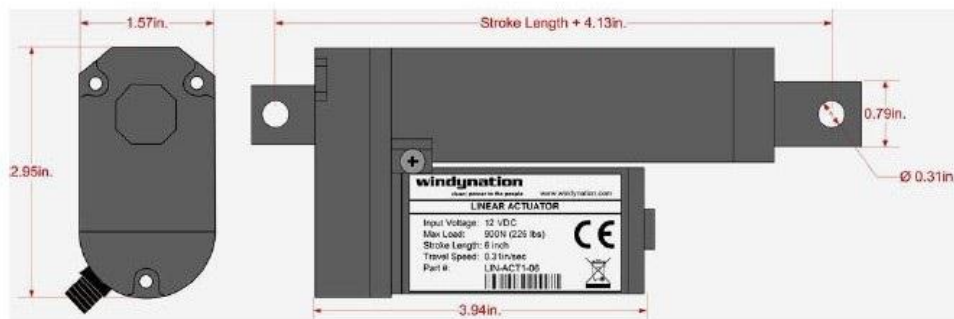 1.57in.
Stroke Length + 4.13in.
2.95in.
0.79in.
Ø 0.31in
windynation
clean power to the people www.windynation.com
LINEAR ACTUATOR
Input Voltage: 12 VDC
Max Load: 900N (225 lbs)
Stroke Length: 6 inch
Travel Speed: 0.31in/sec
Part #: LIN-ACT1-06
CE
3.94in.